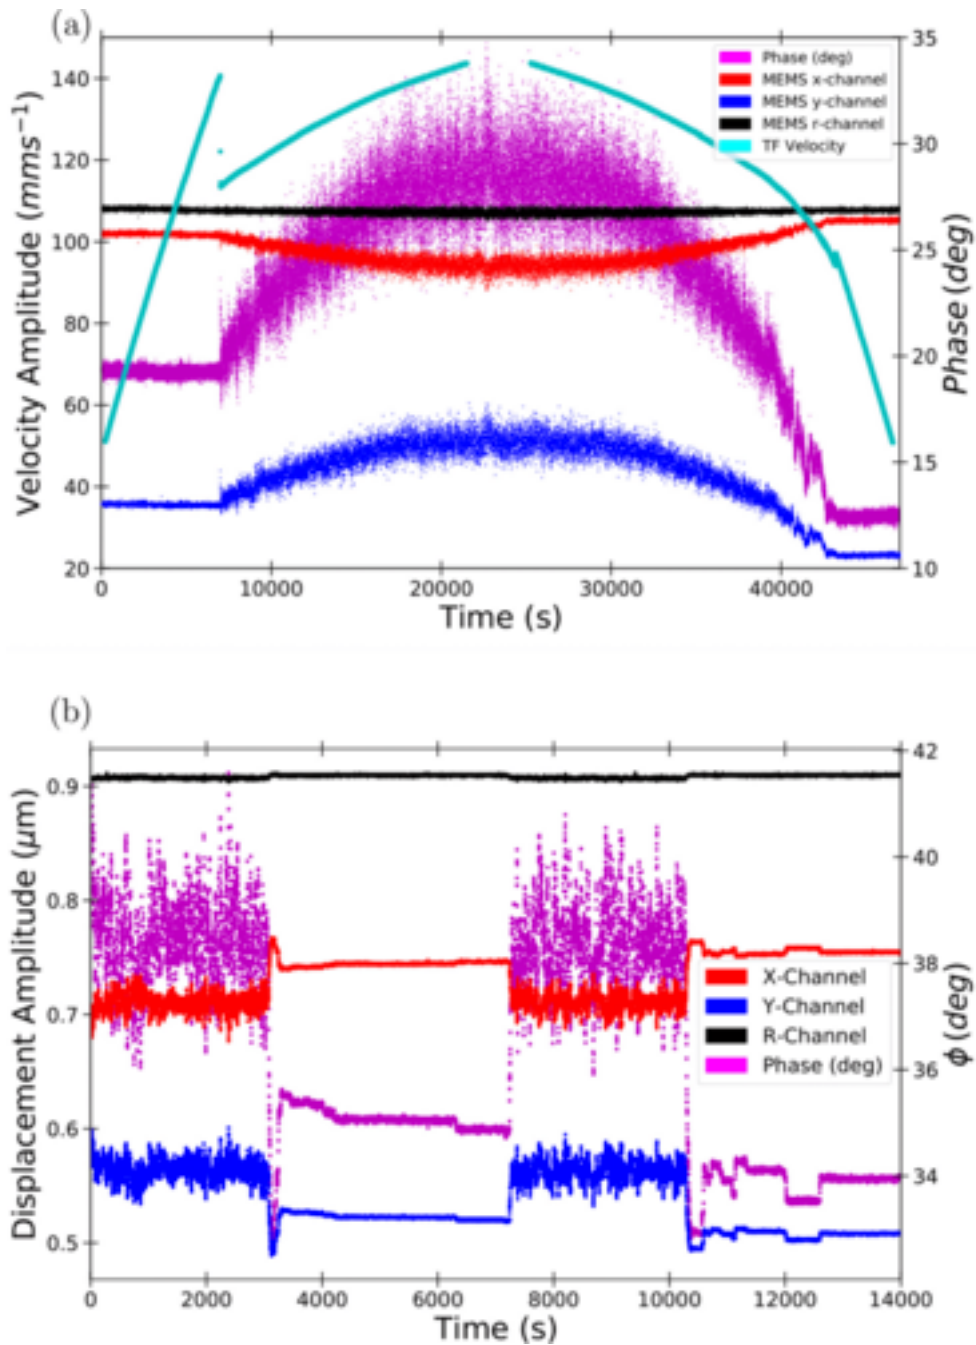 (a)
Velocity Amplitude (mms⁻¹)
140
120
100
80
60
40
20
Phase (deg)
MEMS x-channel
MEMS y-channel
MEMS r-channel
TF Velocity
35
30
25
20
15
10
Phase (deg)
0 10000 20000 30000 40000
Time (s)
(b)
Displacement Amplitude (μm)
0.9
0.8
0.7
0.6
0.5
X-Channel
Y-Channel
R-Channel
Phase (deg)
42
40
38
36
34
ϕ (deg)
0 2000 4000 6000 8000 10000 12000 14000
Time (s)